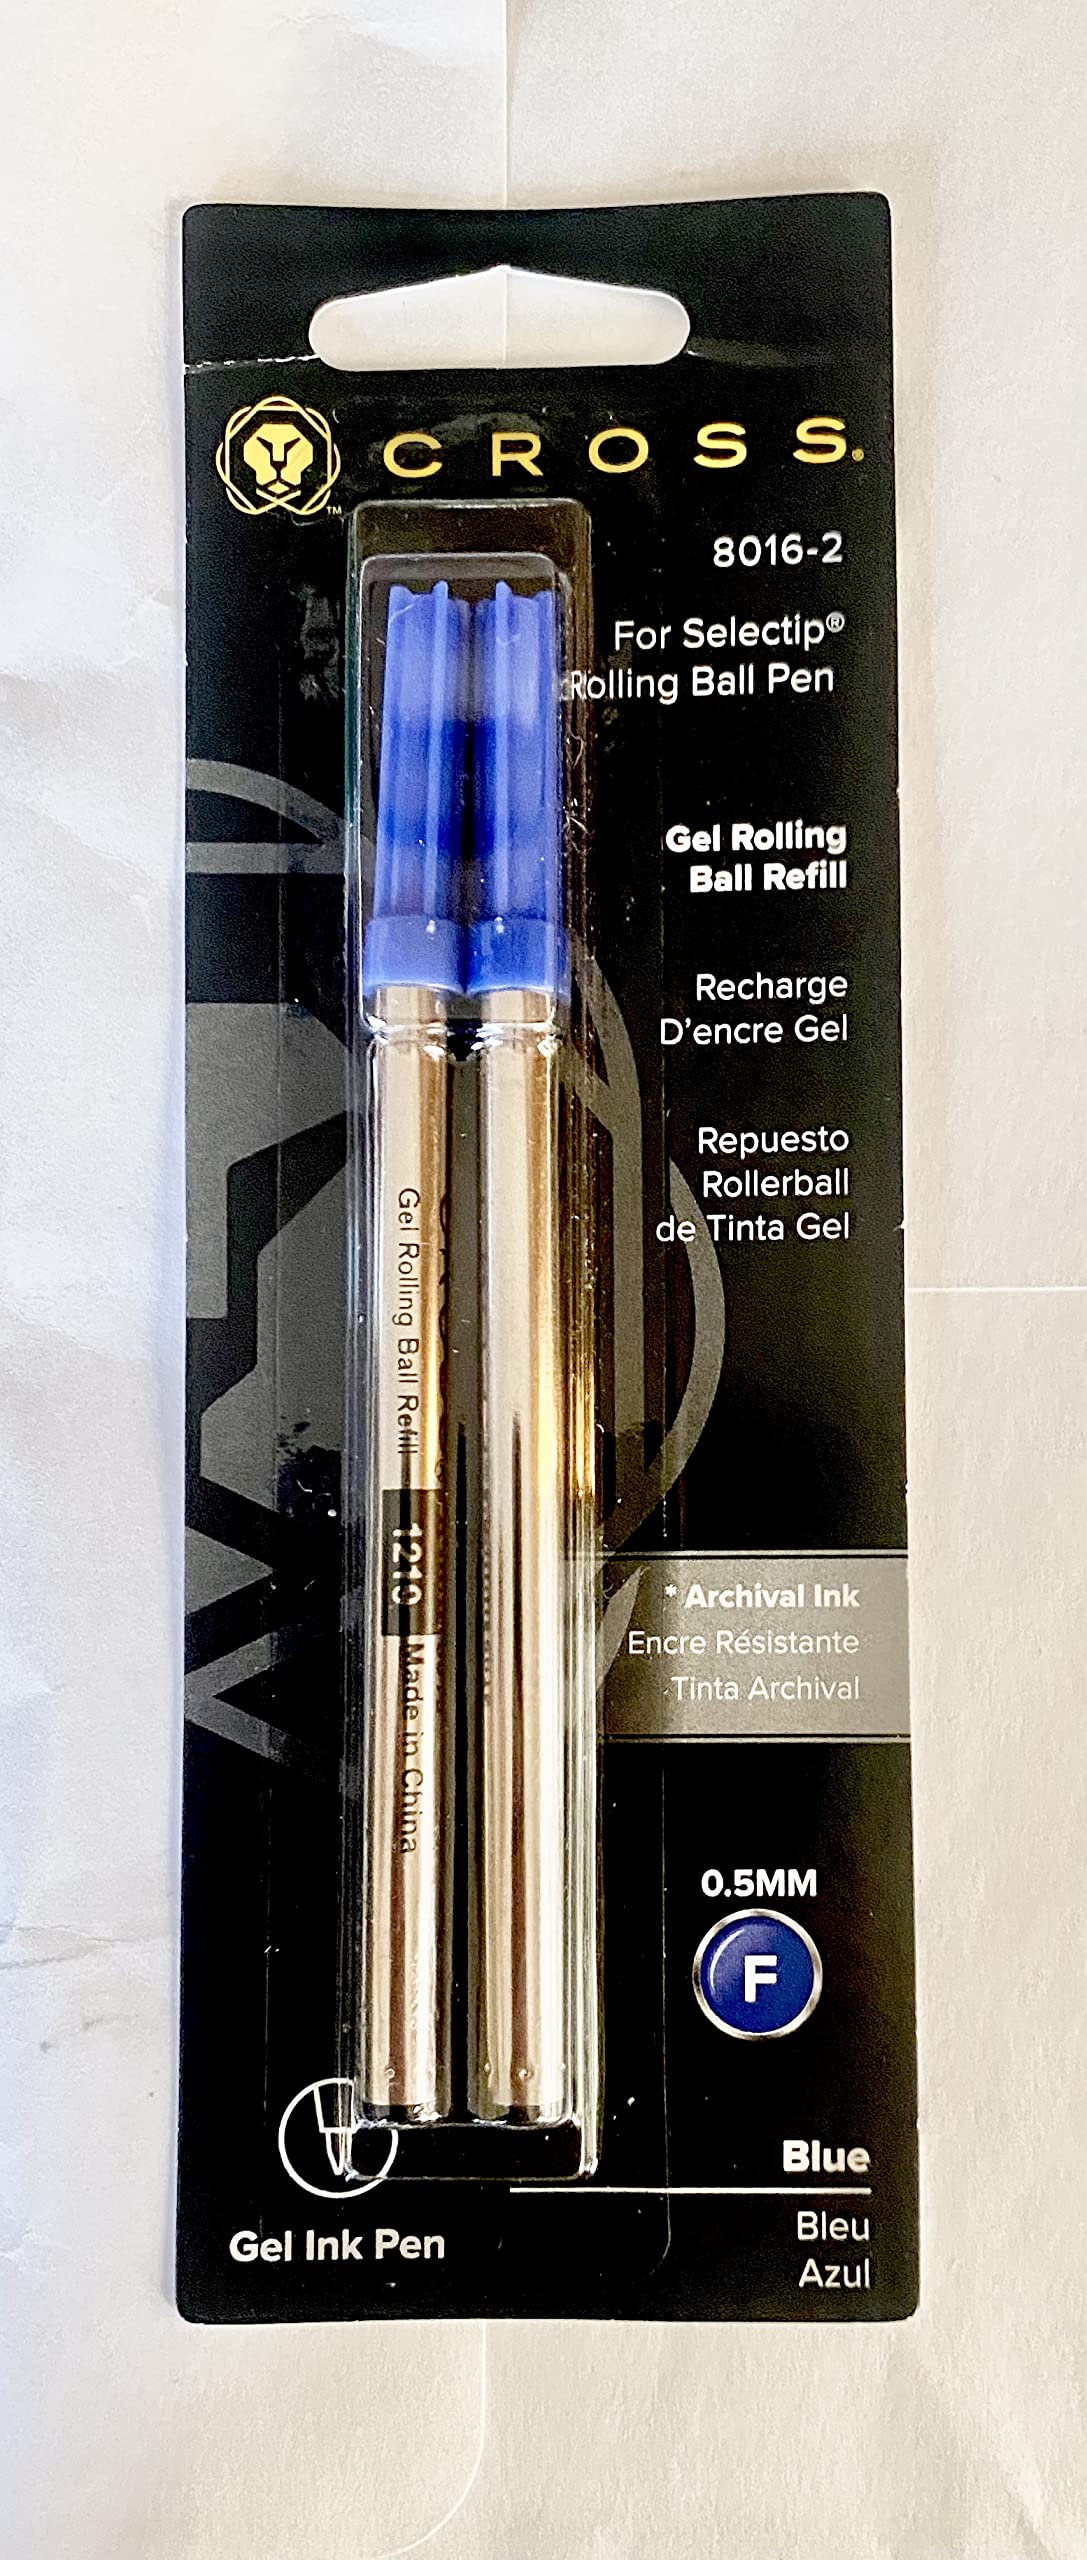 CROSS®
™
8016-2
For Selectip®
Rolling Ball Pen
Gel Rolling
Ball Refill
Recharge
D'encre Gel
Repuesto
Rollerball
de Tinta Gel
Gel Rolling Ball Refill 1210 Made in China
* Archival Ink
Encre Résistante
Tinta Archival
0.5MM
F
Blue
Bleu
Azul
Gel Ink Pen